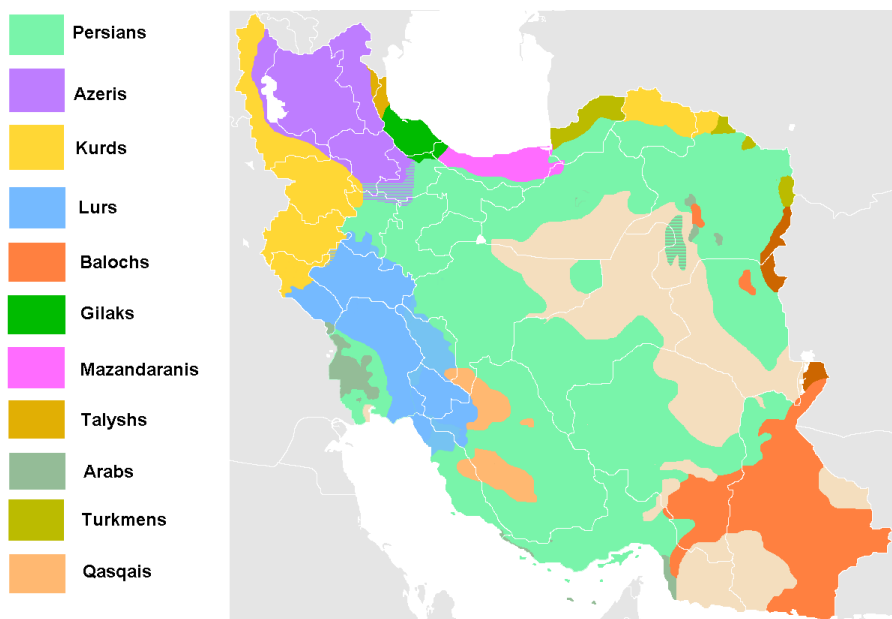 Persians
Azeris
Kurds
Lurs
Balochs
Gilaks
Mazandaranis
Talyshs
Arabs
Turkmens
Qasqais